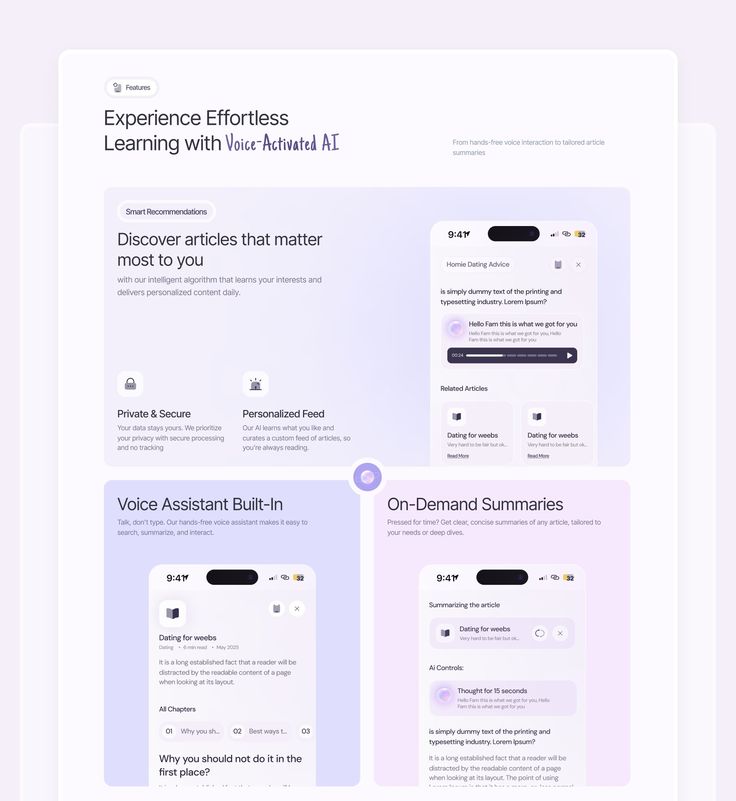 Features
Experience Effortless
Learning with Voice-Activated AI
From hands-free voice interaction to tailored article
summaries
Smart Recommendations
Discover articles that matter
most to you
with our intelligent algorithm that learns your interests and
delivers personalized content daily.
Private & Secure
Your data stays yours. We prioritize
your privacy with secure processing
and no tracking
Personalized Feed
Our AI learns what you like and
curates a custom feed of articles, so
you're always reading.
9:41
32
Homie Dating Advice
is simply dummy text of the printing and
typesetting industry. Lorem Ipsum?
Hello Fam this is what we got for you
Hello Fam this is what we got for you, Hello
Fam this is what we got for you
00:24
Related Articles
Dating for weebs
Very hard to be fair but ok...
Read More
Dating for weebs
Very hard to be fair but ok...
Read More
Voice Assistant Built-In
Talk, don't type. Our hands-free voice assistant makes it easy to
search, summarize, and interact.
9:41
32
Dating for weebs
Dating • 6 min read • May 2025
It is a long established fact that a reader will be
distracted by the readable content of a page
when looking at its layout.
All Chapters
01 Why you sh...
02 Best ways t...
03
Why you should not do it in the
first place?
On-Demand Summaries
Pressed for time? Get clear, concise summaries of any article, tailored to
your needs or deep dives.
9:41
32
Summarizing the article
Dating for weebs
Very hard to be fair but ok...
Ai Controls:
Thought for 15 seconds
Hello Fam this is what we got for you, Hello
Fam this is what we got for you
is simply dummy text of the printing and
typesetting industry. Lorem Ipsum?
It is a long established fact that a reader will be
distracted by the readable content of a page
when looking at its layout. The point of using